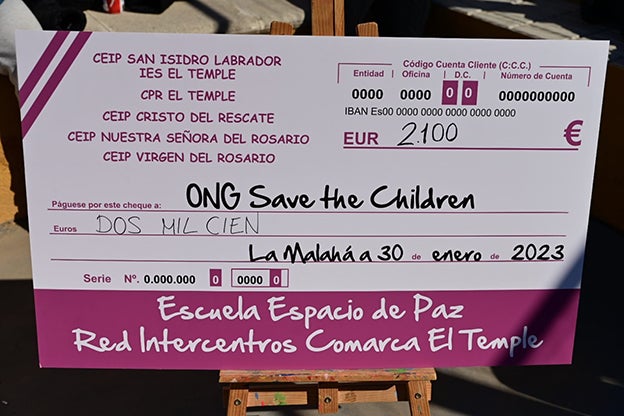 CEIP SAN ISIDRO LABRADOR
IES EL TEMPLE
CPR EL TEMPLE
CEIP CRISTO DEL RESCATE
CEIP NUESTRA SEÑORA DEL ROSARIO
CEIP VIRGEN DEL ROSARIO
Código Cuenta Cliente (C:C.C.)
Entidad Oficina D.C. Número de Cuenta
0000 0000 0 0 0000000000
IBAN Es00 0000 0000 0000 0000 0000
EUR 2.100 €
Páguese por este cheque a: ONG Save the Children
Euros DOS MIL CIEN
La Malahá a 30 de enero de 2023
Serie Nº. 0.000.000 0 0000 0
Escuela Espacio de Paz
Red Intercentros Comarca El Temple